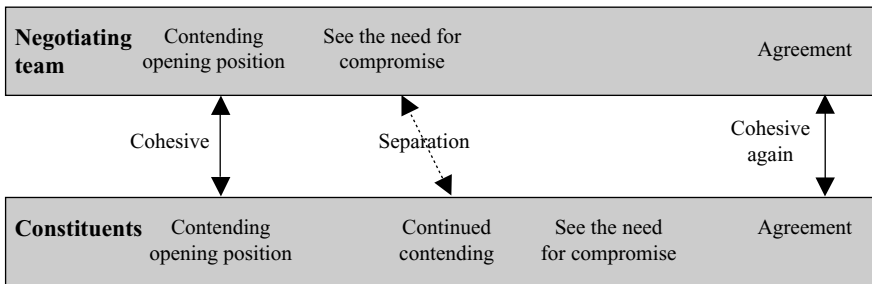 Negotiating
team
Contending
opening position
See the need for
compromise
Agreement
Cohesive
Separation
Cohesive
again
Constituents
Contending
opening position
Continued
contending
See the need
for compromise
Agreement